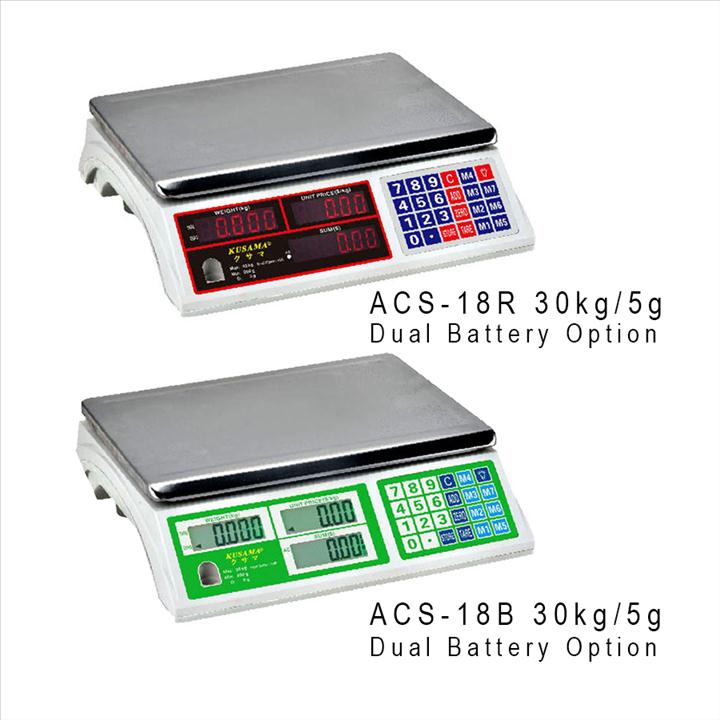 WEIGHT(kg)
UNIT PRICE($/kg)
0.000
0.00
SUM($)
0.00
KUSAMA®
クサマ
7 8 9 C M4
4 5 6 ADD M3 M7
1 2 3 ZERO M2 M6
0 . STORE TARE M1 M5
ACS-18R 30kg/5g
Dual Battery Option
WEIGHT(kg)
UNIT PRICE($/kg)
0.000
0.00
SUM($)
0.00
KUSAMA®
クサマ
7 8 9 C M4
4 5 6 ADD M3 M7
1 2 3 ZERO M2 M6
0 . STORE TARE M1 M5
ACS-18B 30kg/5g
Dual Battery Option